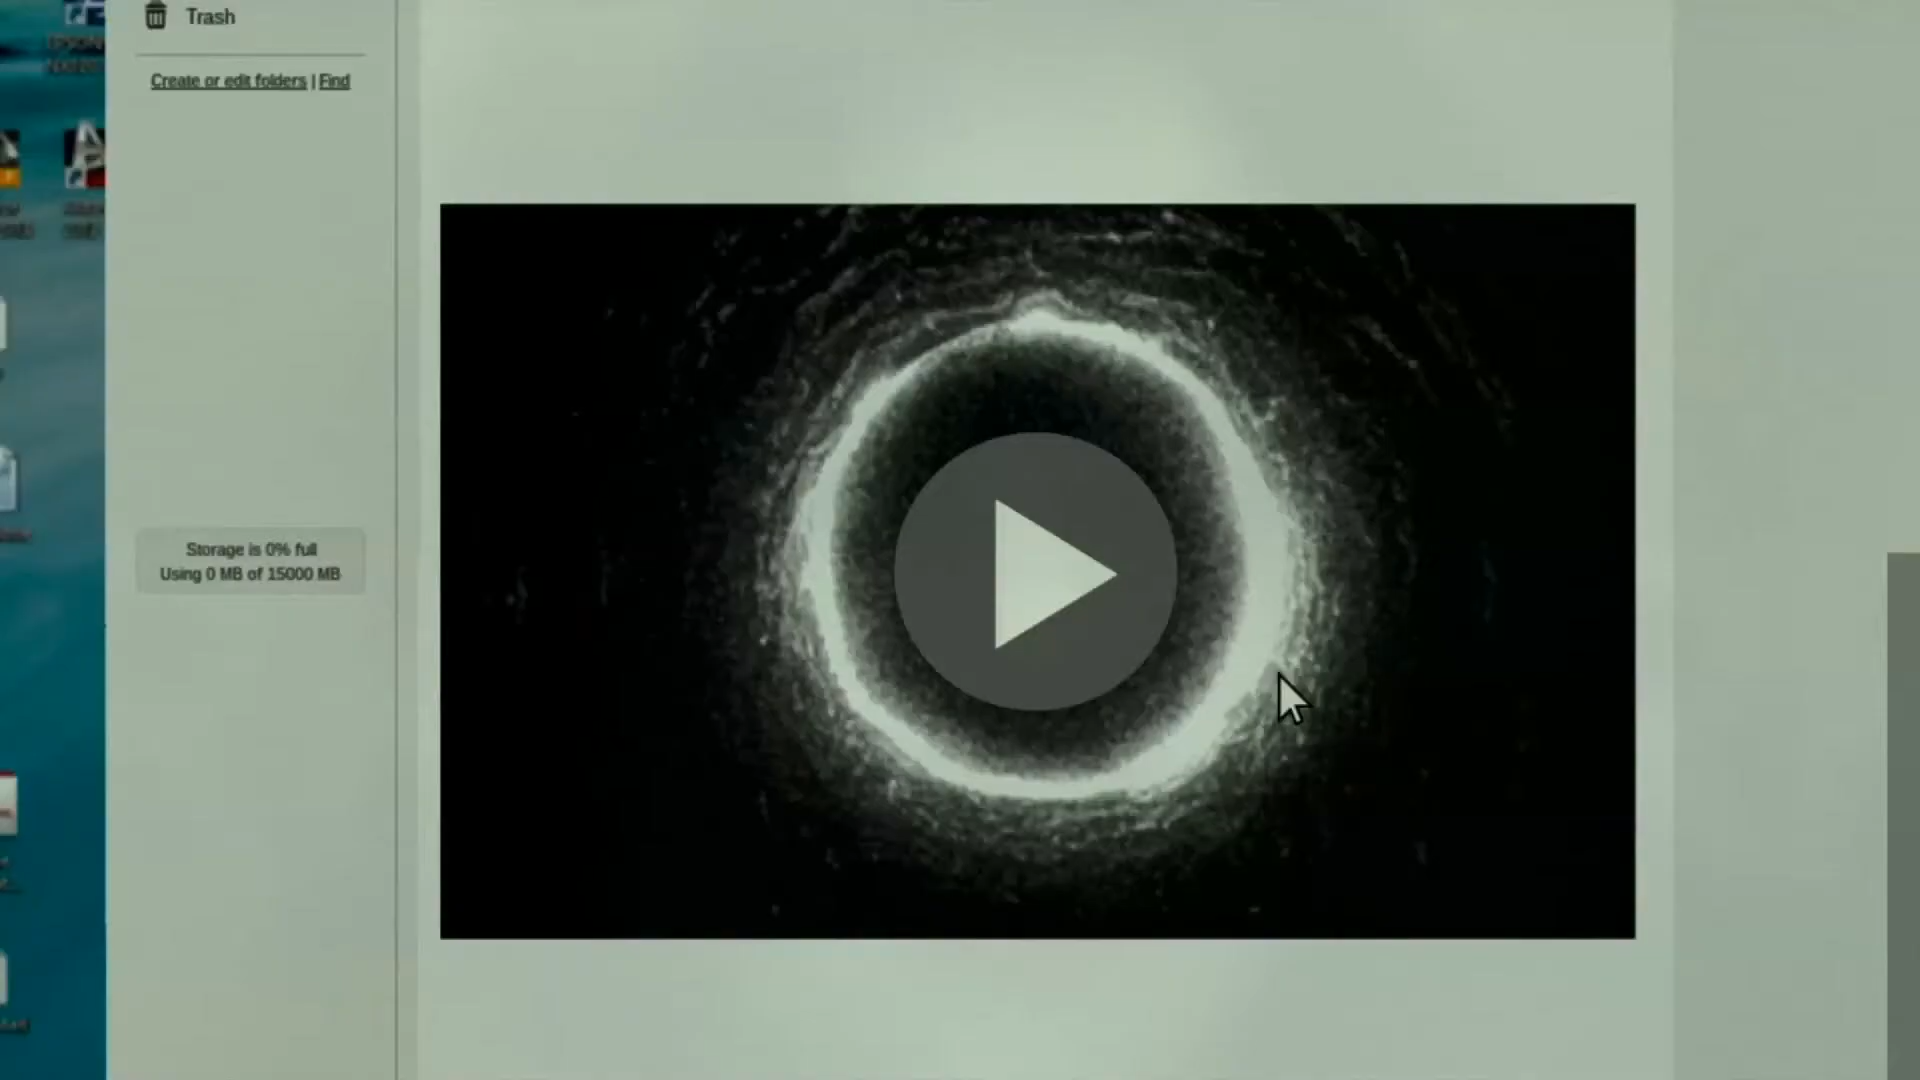 Trash
Create or edit folders | Find
Storage is 0% full
Using 0 MB of 15000 MB